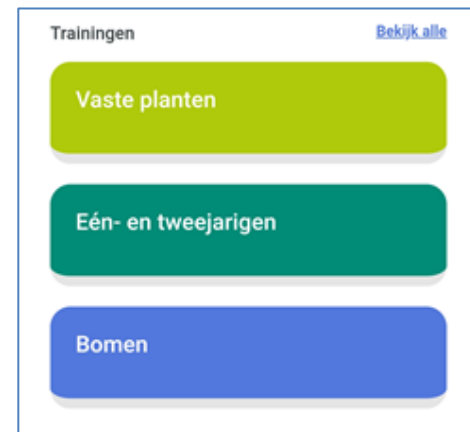 Trainingen Bekijk alle
Vaste planten
Eén- en tweejarigen
Bomen